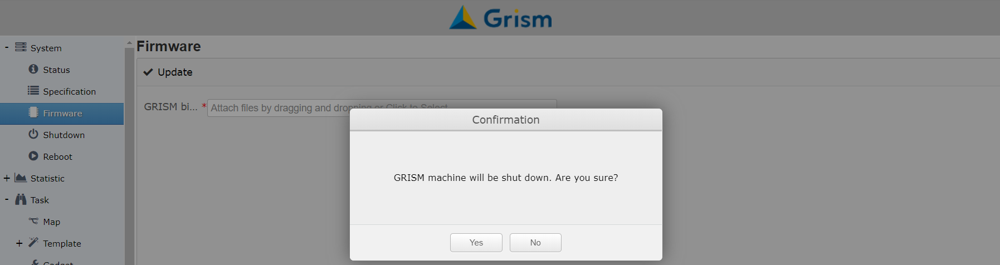 Grism
- System
Status
Specification
Firmware
Shutdown
Reboot
+ Statistic
- Task
Map
+ Template
Gadget
Firmware
Update
GRISM bi... *
Attach files by dragging and dropping or Click to Select
Confirmation
GRISM machine will be shut down. Are you sure?
Yes
No